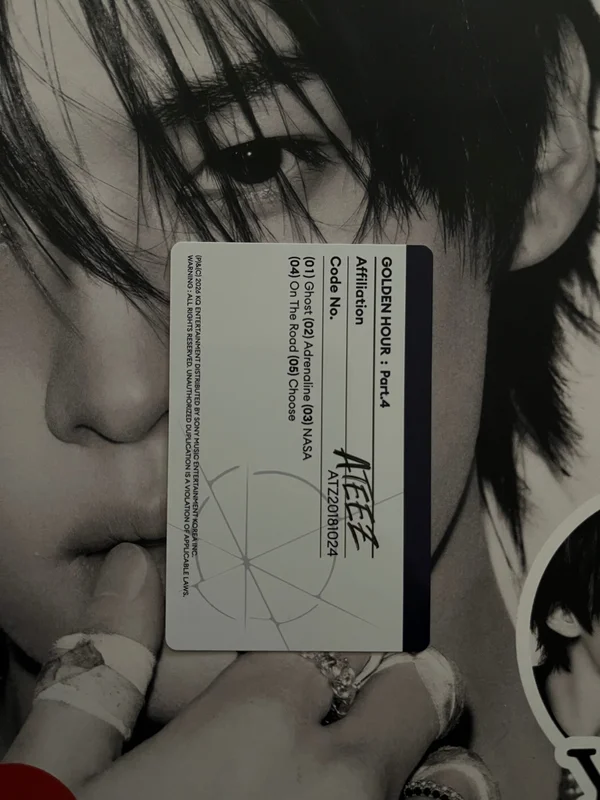 GOLDEN HOUR : Part.4
Affiliation ATEEZ
Code No. ATZ20181024
(01) Ghost (02) Adrenaline (03) NASA
(04) On The Road (05) Choose
(P)&(C) 2026 KQ ENTERTAINMENT DISTRIBUTED BY SONY MUSIC ENTERTAINMENT KOREA INC.
WARNING : ALL RIGHTS RESERVED. UNAUTHORIZED DUPLICATION IS A VIOLATION OF APPLICABLE LAWS.